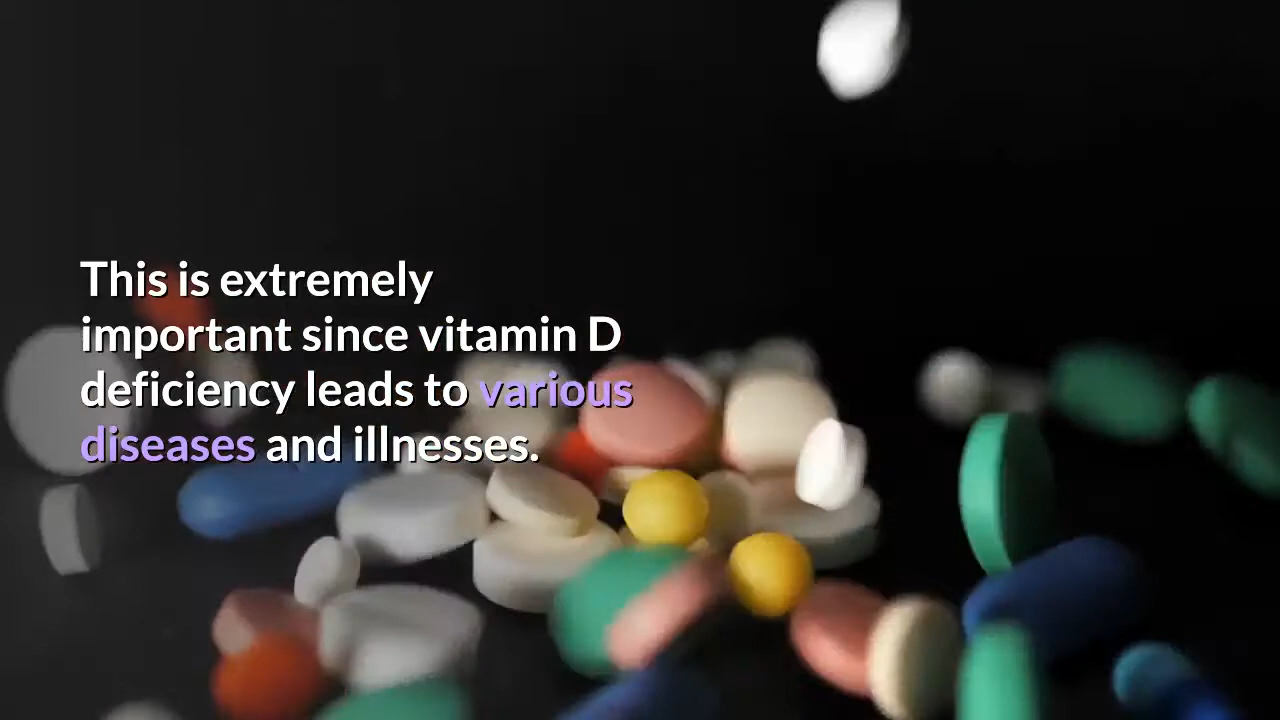 This is extremely
important since vitamin D
deficiency leads to various
diseases and illnesses.